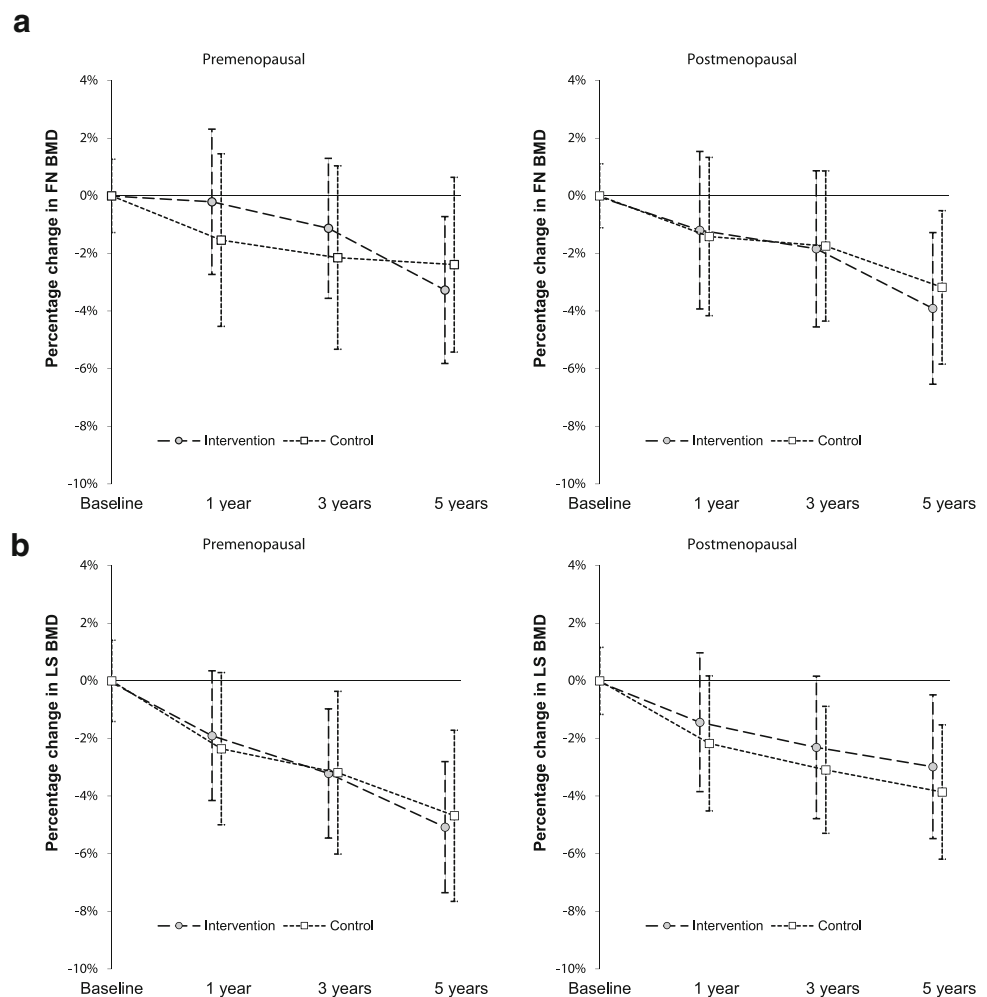 a
Premenopausal
Percentage change in FN BMD
4%
2%
0%
-2%
-4%
-6%
-8%
-10%
Intervention Control
Baseline 1 year 3 years 5 years
Postmenopausal
Percentage change in FN BMD
4%
2%
0%
-2%
-4%
-6%
-8%
-10%
Intervention Control
Baseline 1 year 3 years 5 years
b
Premenopausal
Percentage change in LS BMD
4%
2%
0%
-2%
-4%
-6%
-8%
-10%
Intervention Control
Baseline 1 year 3 years 5 years
Postmenopausal
Percentage change in LS BMD
4%
2%
0%
-2%
-4%
-6%
-8%
-10%
Intervention Control
Baseline 1 year 3 years 5 years